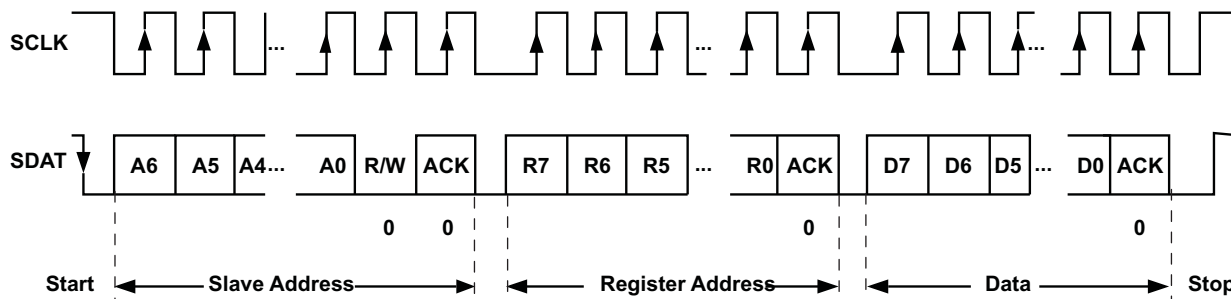 SCLK ... ... ...
SDAT A6 A5 A4... A0 R/W ACK R7 R6 R5 ... R0 ACK D7 D6 D5 ... D0 ACK
0 0 0 0
Start Slave Address Register Address Data Stop